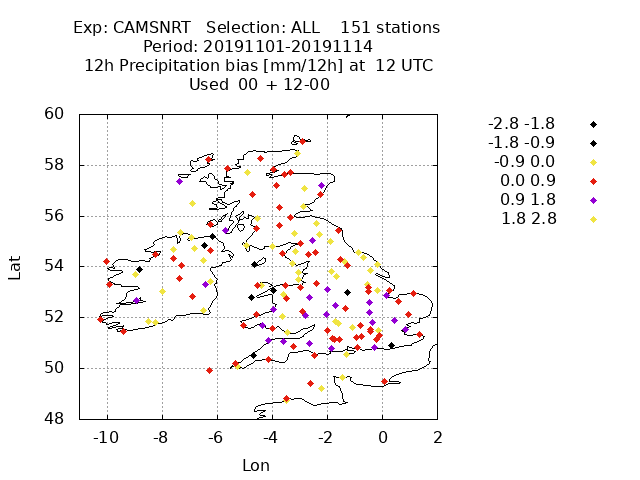 Exp: CAMSNRT Selection: ALL 151 stations
Period: 20191101-20191114
12h Precipitation bias [mm/12h] at 12 UTC
Used 00 + 12-00
-2.8 -1.8
-1.8 -0.9
-0.9 0.0
0.0 0.9
0.9 1.8
1.8 2.8
Lat
60
58
56
54
52
50
48
-10 -8 -6 -4 -2 0 2
Lon